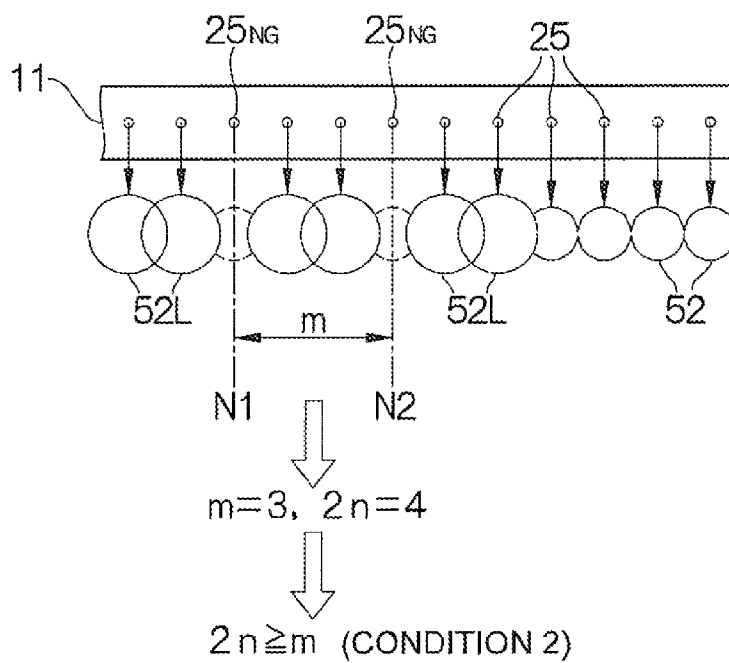 25NG 25NG 25
11
52L 52L 52
m
N1 N2
m=3, 2n=4
2n≧m (CONDITION 2)